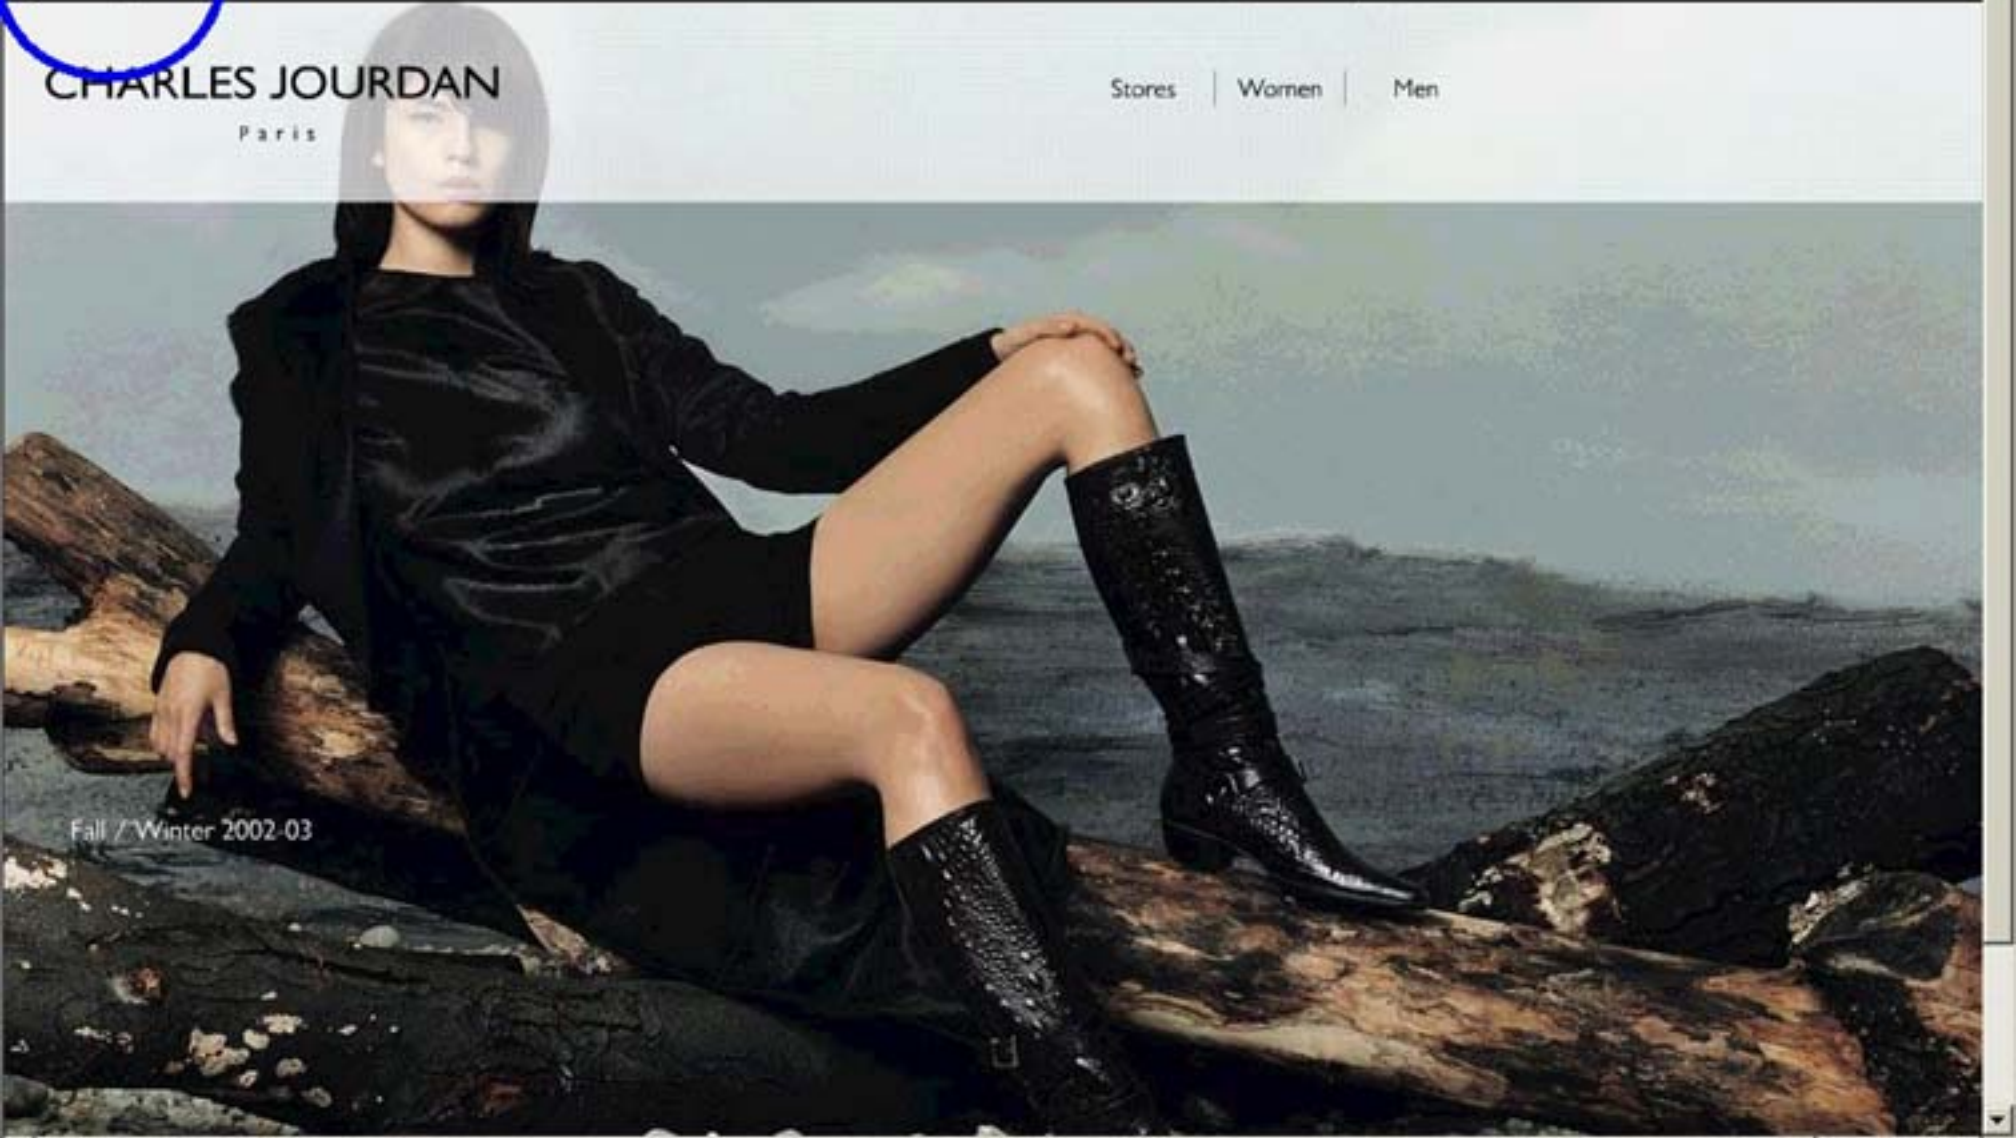 CHARLES JOURDAN
Paris
Stores | Women | Men
Fall / Winter 2002-03